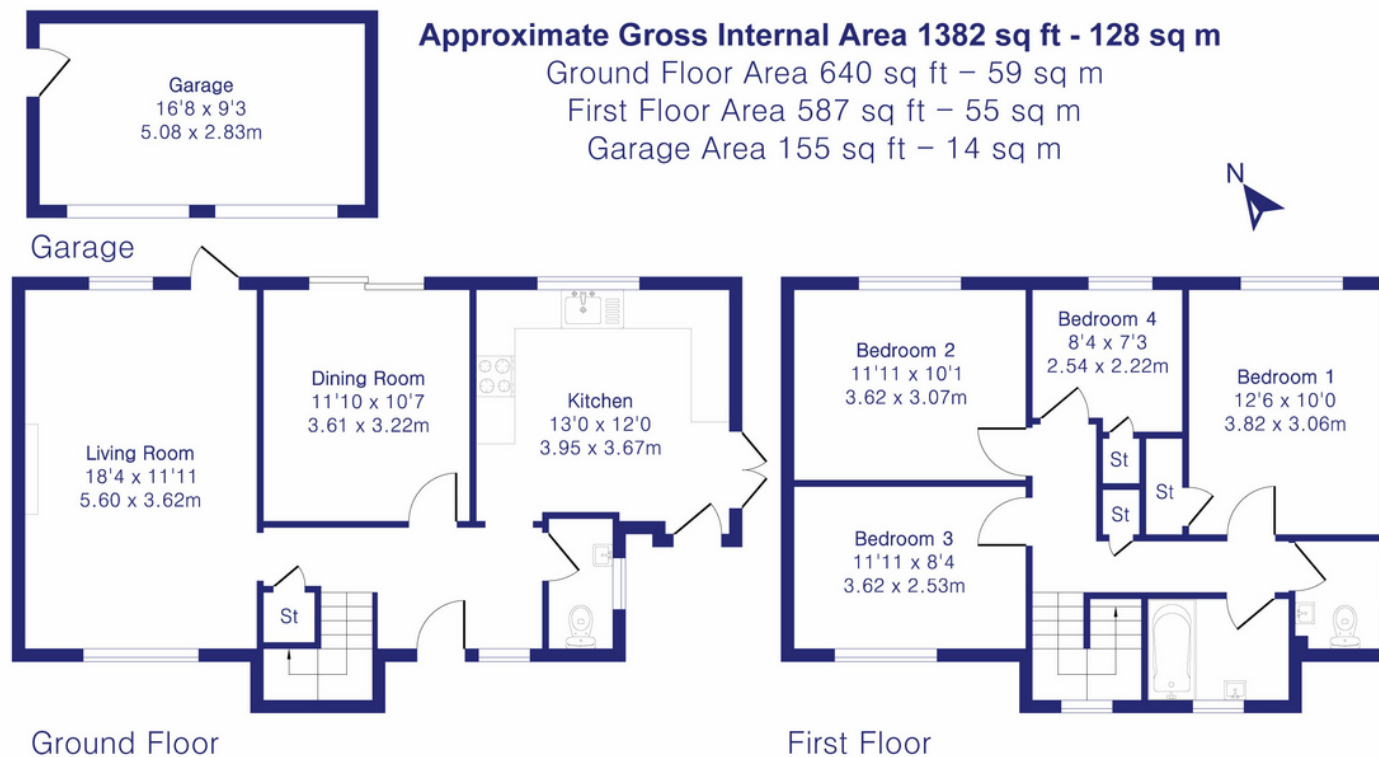 Approximate Gross Internal Area 1382 sq ft - 128 sq m
Ground Floor Area 640 sq ft – 59 sq m
First Floor Area 587 sq ft – 55 sq m
Garage Area 155 sq ft – 14 sq m
Garage
16'8 x 9'3
5.08 x 2.83m
N
Garage
Living Room
18'4 x 11'11
5.60 x 3.62m
Dining Room
11'10 x 10'7
3.61 x 3.22m
Kitchen
13'0 x 12'0
3.95 x 3.67m
St
Ground Floor
Bedroom 2
11'11 x 10'1
3.62 x 3.07m
Bedroom 4
8'4 x 7'3
2.54 x 2.22m
Bedroom 1
12'6 x 10'0
3.82 x 3.06m
St
St
St
Bedroom 3
11'11 x 8'4
3.62 x 2.53m
First Floor